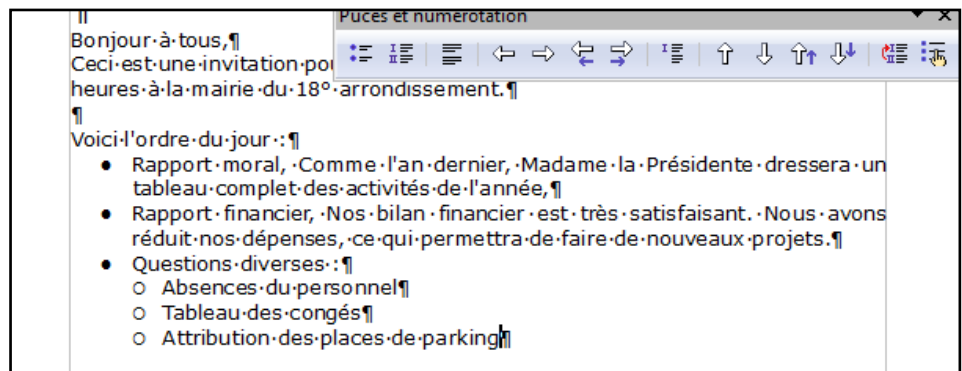 ¶
Puces et numérotation
Bonjour·à·tous,¶
Ceci·est·une·invitation·
heures·à·la·mairie·du·18º·arrondissement.¶
¶
Voici·l'ordre·du·jour·:¶
● Rapport·moral,·Comme·l'an·dernier,·Madame·la·Présidente·dressera·un
tableau·complet·des·activités·de·l'année,¶
● Rapport·financier,·Nos·bilan·financier·est·très·satisfaisant.·Nous·avons
réduit·nos·dépenses,·ce·qui·permettra·de·faire·de·nouveaux·projets.¶
● Questions·diverses·:¶
○ Absences·du·personnel¶
○ Tableau·des·congés¶
○ Attribution·des·places·de·parking¶